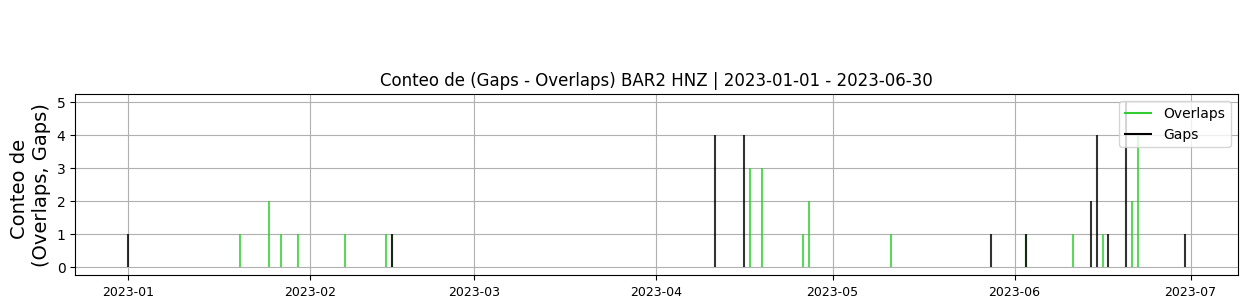 Conteo de (Gaps - Overlaps) BAR2 HNZ | 2023-01-01 - 2023-06-30
Conteo de
(Overlaps, Gaps)
5
4
3
2
1
0
Overlaps
Gaps
2023-01
2023-02
2023-03
2023-04
2023-05
2023-06
2023-07